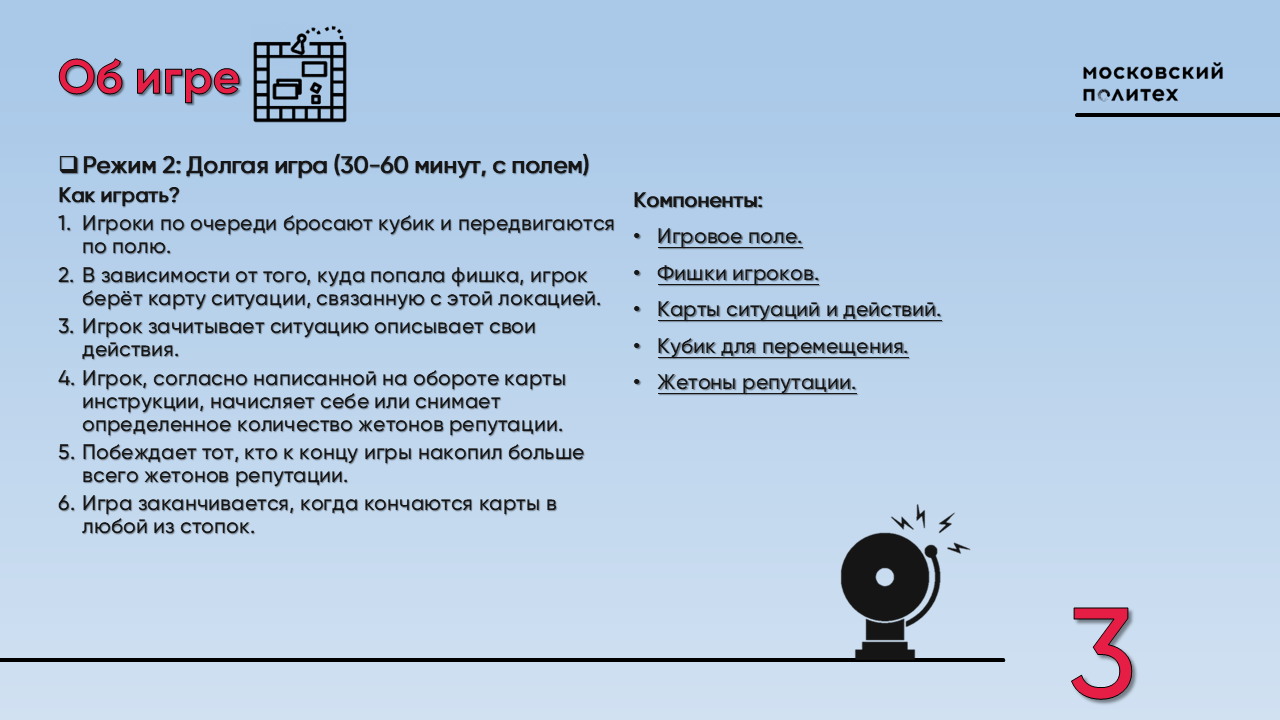 Об игре
московский
политех
Режим 2: Долгая игра (30-60 минут, с полем)
Как играть?
1. Игроки по очереди бросают кубик и передвигаются
по полю.
2. В зависимости от того, куда попала фишка, игрок
берёт карту ситуации, связанную с этой локацией.
3. Игрок зачитывает ситуацию описывает свои
действия.
4. Игрок, согласно написанной на обороте карты
инструкции, начисляет себе или снимает
определенное количество жетонов репутации.
5. Побеждает тот, кто к концу игры накопил больше
всего жетонов репутации.
6. Игра заканчивается, когда кончаются карты в
любой из стопок.
Компоненты:
• Игровое поле.
• Фишки игроков.
• Карты ситуаций и действий.
• Кубик для перемещения.
• Жетоны репутации.
3